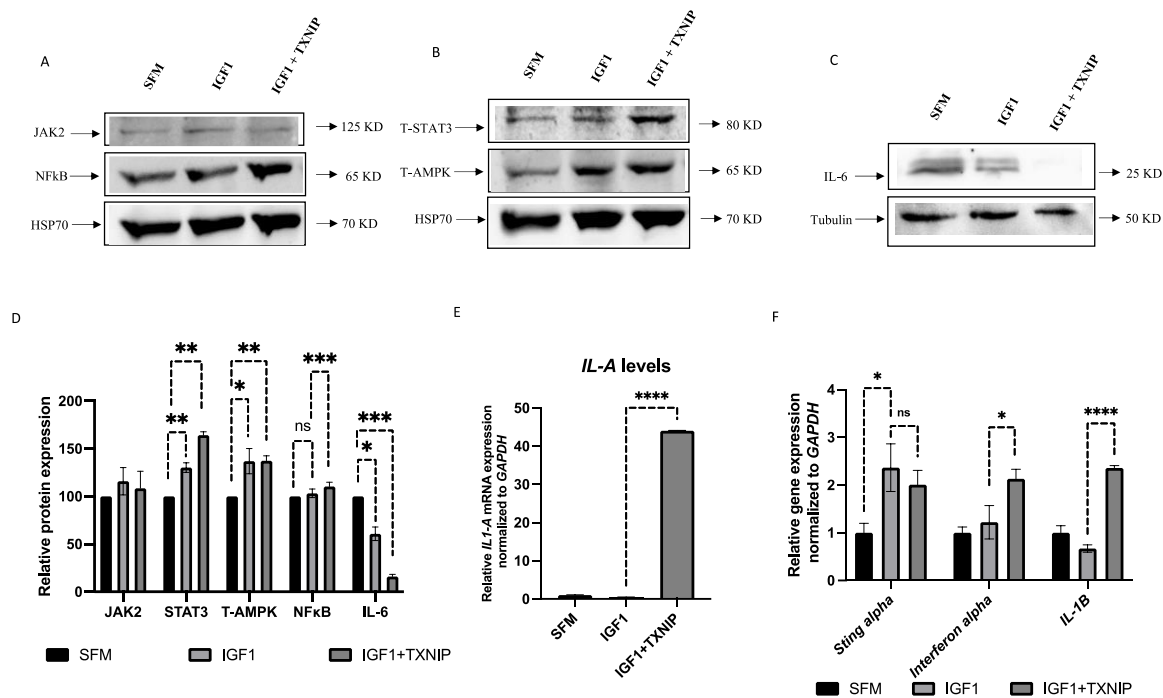 A
SFM
IGF1
IGF1 + TXNIP
JAK2
125 KD
NFkB
65 KD
HSP70
70 KD
B
SFM
IGF1
IGF1 + TXNIP
T-STAT3
80 KD
T-AMPK
65 KD
HSP70
70 KD
C
SFM
IGF1
IGF1 + TXNIP
IL-6
25 KD
Tubulin
50 KD
D
Relative protein expression
200
150
100
50
0
**
**
**
*
***
ns
***
*
JAK2 STAT3 T-AMPK NFκB IL-6
SFM IGF1 IGF1+TXNIP
E
IL-A levels
Relative IL1-A mRNA expression
normalized to GAPDH
50
40
30
20
10
0
****
SFM
IGF1
IGF1+TXNIP
F
Relative gene expression
normalized to GAPDH
4
3
2
1
0
*
ns
*
****
Sting alpha
Interferon alpha
IL-1B
SFM IGF1 IGF1+TXNIP